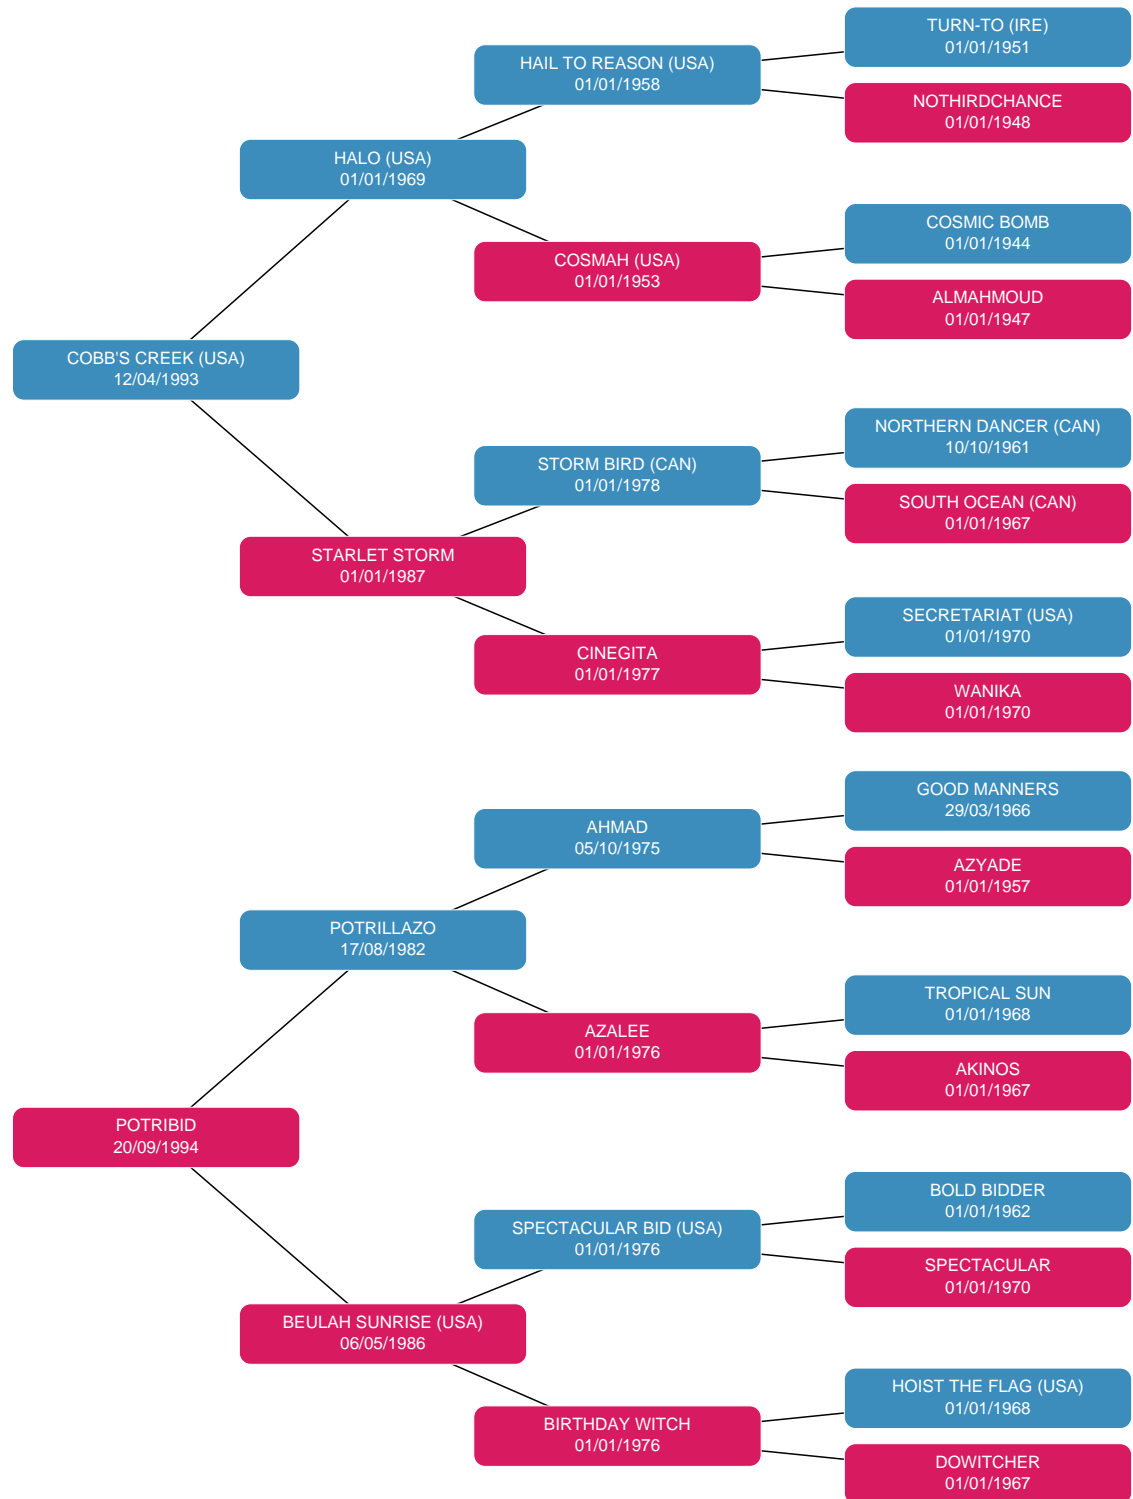 TURN-TO (IRE)
01/01/1951
HAIL TO REASON (USA)
01/01/1958
NOTHIRDCHANCE
01/01/1948
HALO (USA)
01/01/1969
COSMIC BOMB
01/01/1944
COSMAH (USA)
01/01/1953
ALMAHMOUD
01/01/1947
COBB'S CREEK (USA)
12/04/1993
NORTHERN DANCER (CAN)
10/10/1961
STORM BIRD (CAN)
01/01/1978
SOUTH OCEAN (CAN)
01/01/1967
STARLET STORM
01/01/1987
SECRETARIAT (USA)
01/01/1970
CINEGITA
01/01/1977
WANIKA
01/01/1970
GOOD MANNERS
29/03/1966
AHMAD
05/10/1975
AZYADE
01/01/1957
POTRILLAZO
17/08/1982
TROPICAL SUN
01/01/1968
AZALEE
01/01/1976
AKINOS
01/01/1967
POTRIBID
20/09/1994
BOLD BIDDER
01/01/1962
SPECTACULAR BID (USA)
01/01/1976
SPECTACULAR
01/01/1970
BEULAH SUNRISE (USA)
06/05/1986
HOIST THE FLAG (USA)
01/01/1968
BIRTHDAY WITCH
01/01/1976
DOWITCHER
01/01/1967